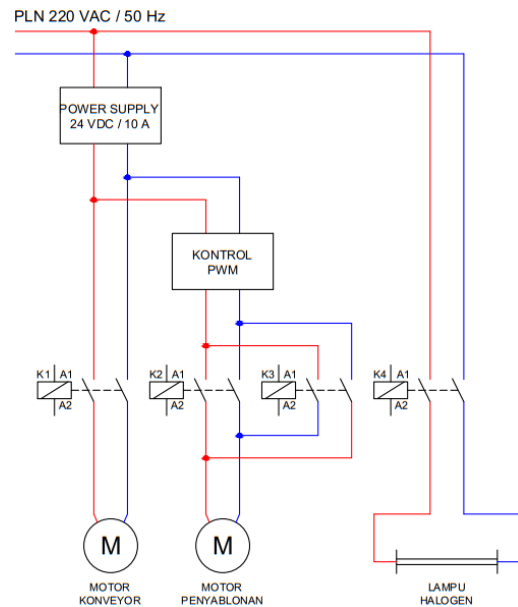 PLN 220 VAC / 50 Hz
POWER SUPPLY
24 VDC / 10 A
KONTROL
PWM
K1 A1
A2
K2 A1
A2
K3 A1
A2
K4 A1
A2
M
M
MOTOR
KONVEYOR
MOTOR
PENYABLONAN
LAMPU
HALOGEN